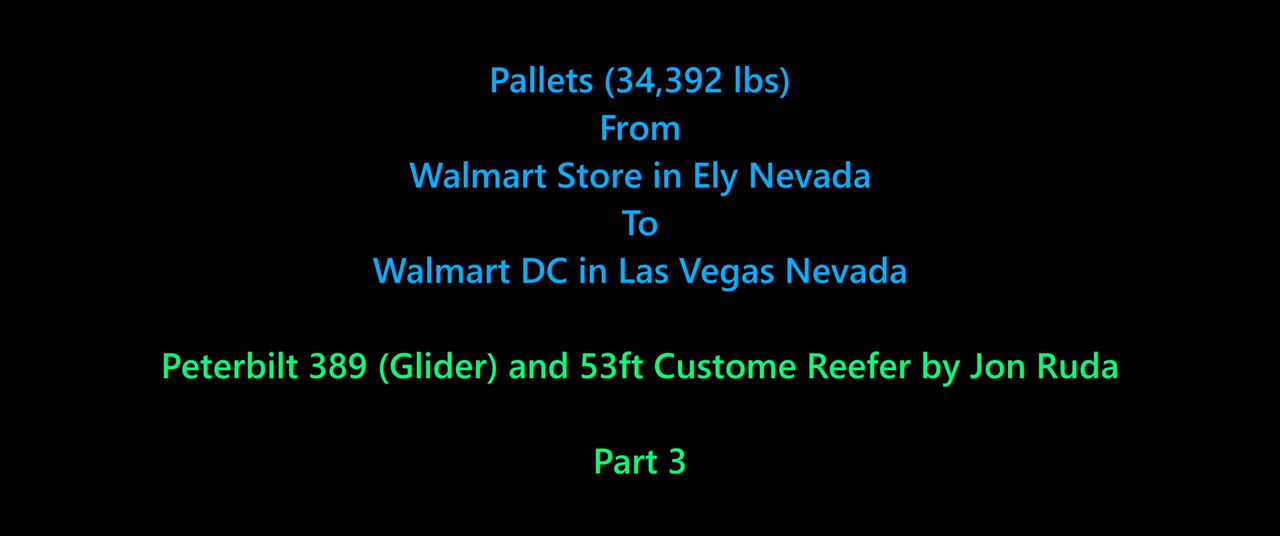 Pallets (34,392 lbs)
From
Walmart Store in Ely Nevada
To
Walmart DC in Las Vegas Nevada
Peterbilt 389 (Glider) and 53ft Custome Reefer by Jon Ruda
Part 3